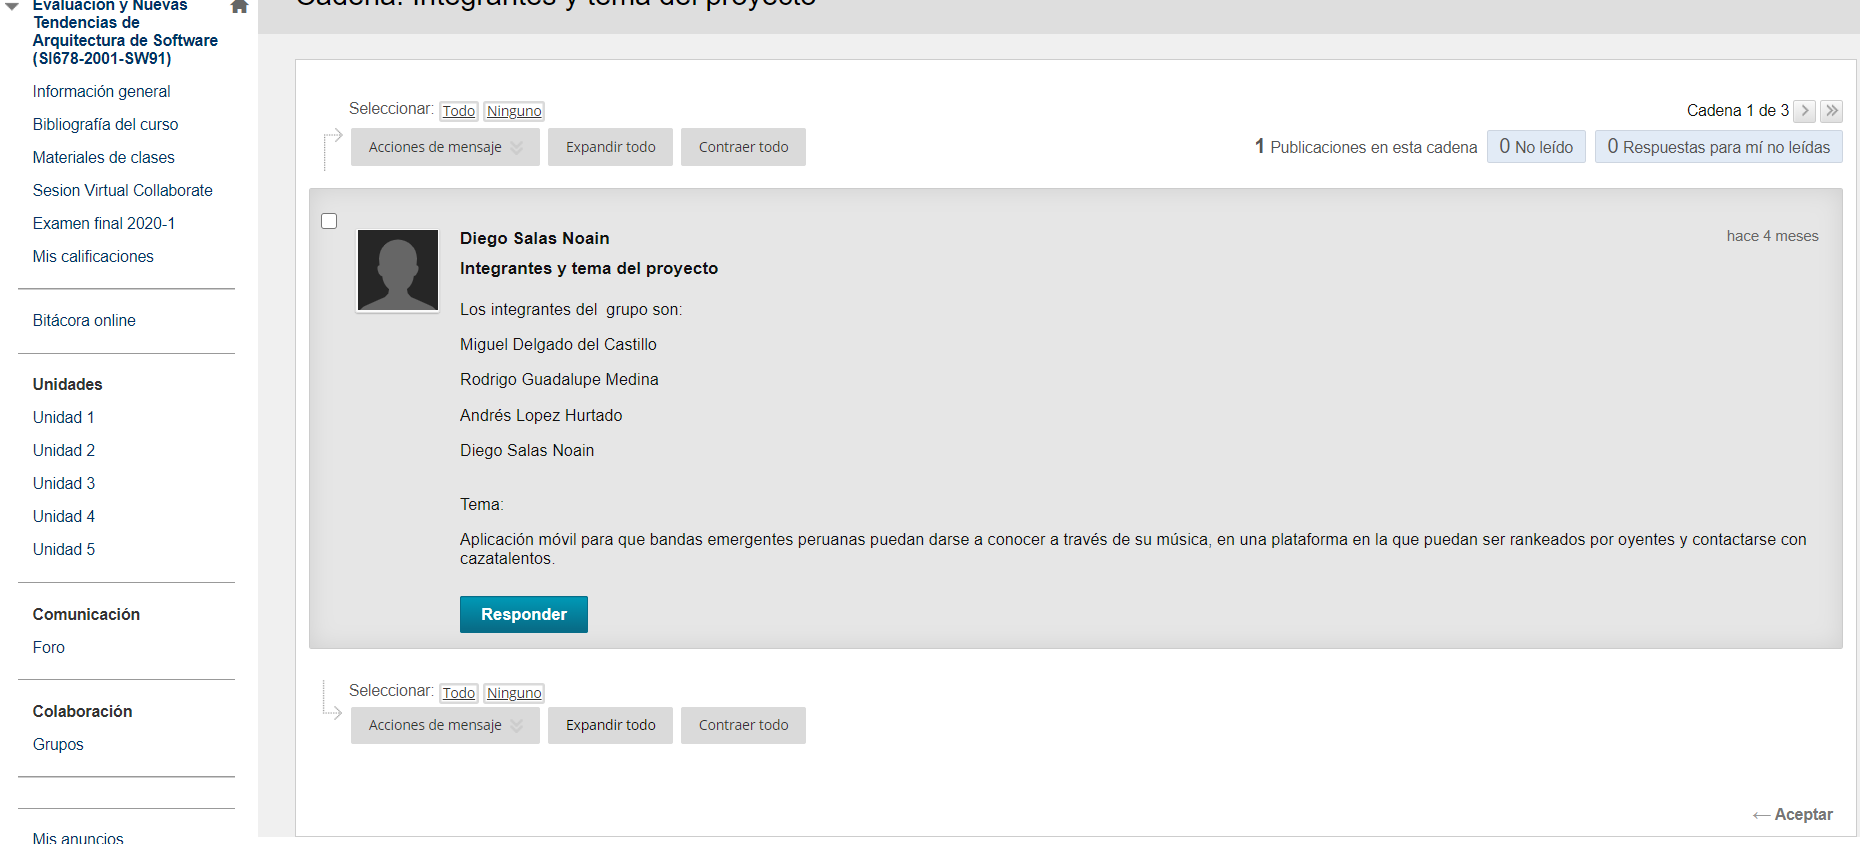 Evaluación y Nuevas
Tendencias de
Arquitectura de Software
(SI678-2001-SW91)
Información general
Bibliografía del curso
Materiales de clases
Sesion Virtual Collaborate
Examen final 2020-1
Mis calificaciones
Bitácora online
Unidades
Unidad 1
Unidad 2
Unidad 3
Unidad 4
Unidad 5
Comunicación
Foro
Colaboración
Grupos
Mis anuncios
Cadena: Integrantes y tema del proyecto
Seleccionar: Todo Ninguno
Cadena 1 de 3
Acciones de mensaje Expandir todo Contraer todo
1 Publicaciones en esta cadena 0 No leído 0 Respuestas para mí no leídas
Diego Salas Noain
hace 4 meses
Integrantes y tema del proyecto
Los integrantes del  grupo son:
Miguel Delgado del Castillo
Rodrigo Guadalupe Medina
Andrés Lopez Hurtado
Diego Salas Noain
Tema:
Aplicación móvil para que bandas emergentes peruanas puedan darse a conocer a través de su música, en una plataforma en la que puedan ser rankeados por oyentes y contactarse con
cazatalentos.
Responder
Seleccionar: Todo Ninguno
Acciones de mensaje Expandir todo Contraer todo
← Aceptar